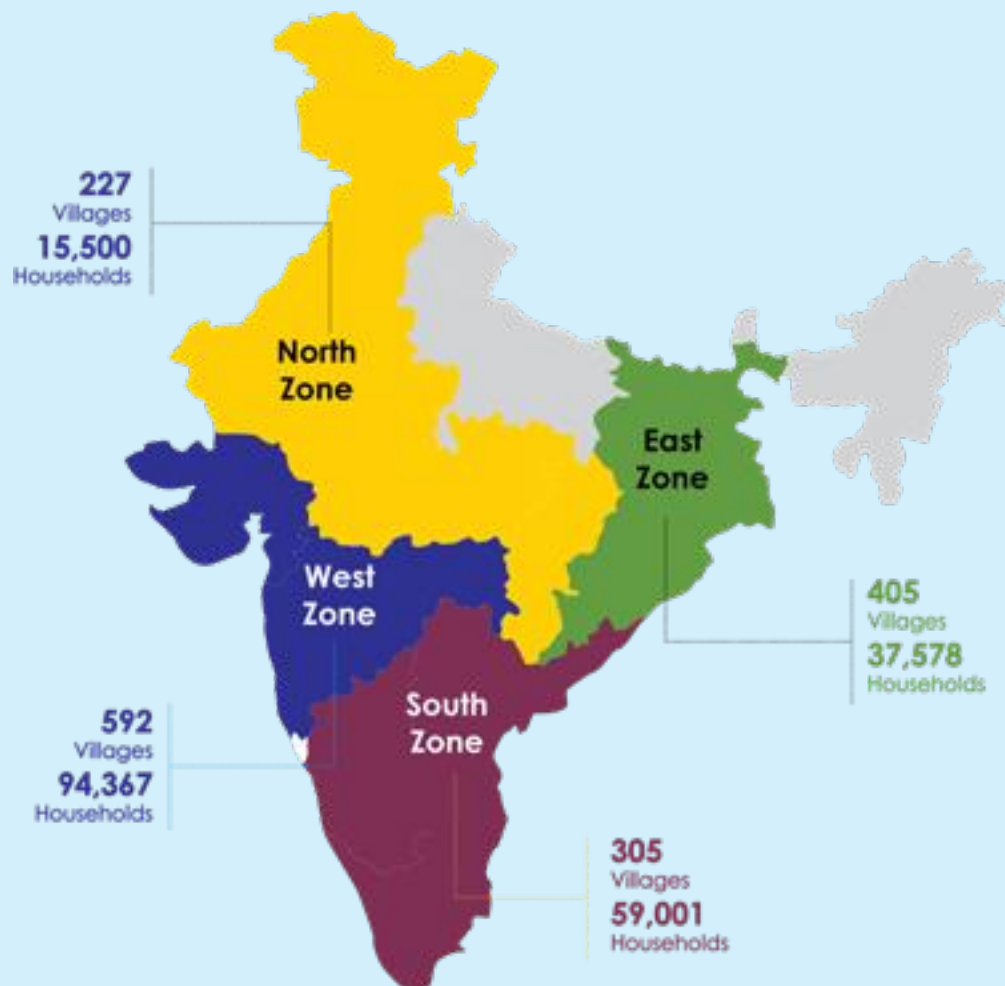 227
Villages
15,500
Households
North
Zone
East
Zone
West
Zone
405
Villages
37,578
Households
South
Zone
592
Villages
94,367
Households
305
Villages
59,001
Households